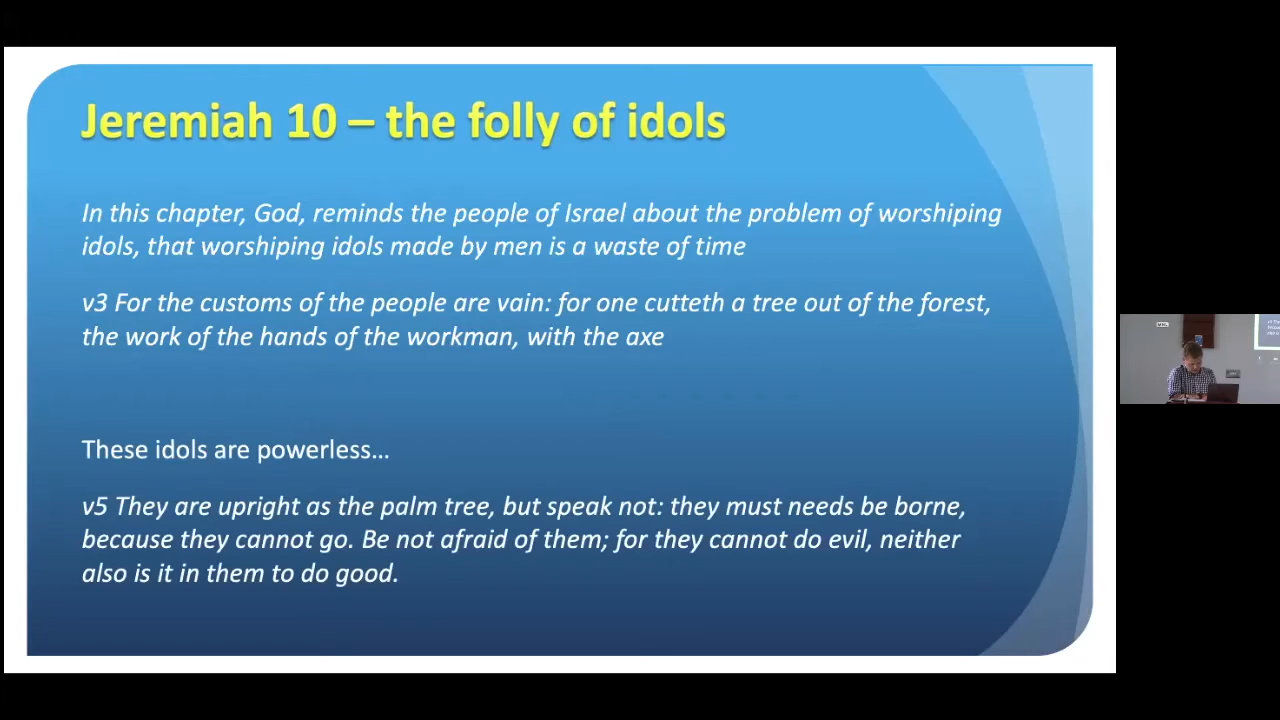 Jeremiah 10 – the folly of idols
In this chapter, God, reminds the people of Israel about the problem of worshiping
idols, that worshiping idols made by men is a waste of time
v3 For the customs of the people are vain: for one cutteth a tree out of the forest,
the work of the hands of the workman, with the axe
These idols are powerless...
v5 They are upright as the palm tree, but speak not: they must needs be borne,
because they cannot go. Be not afraid of them; for they cannot do evil, neither
also is it in them to do good.